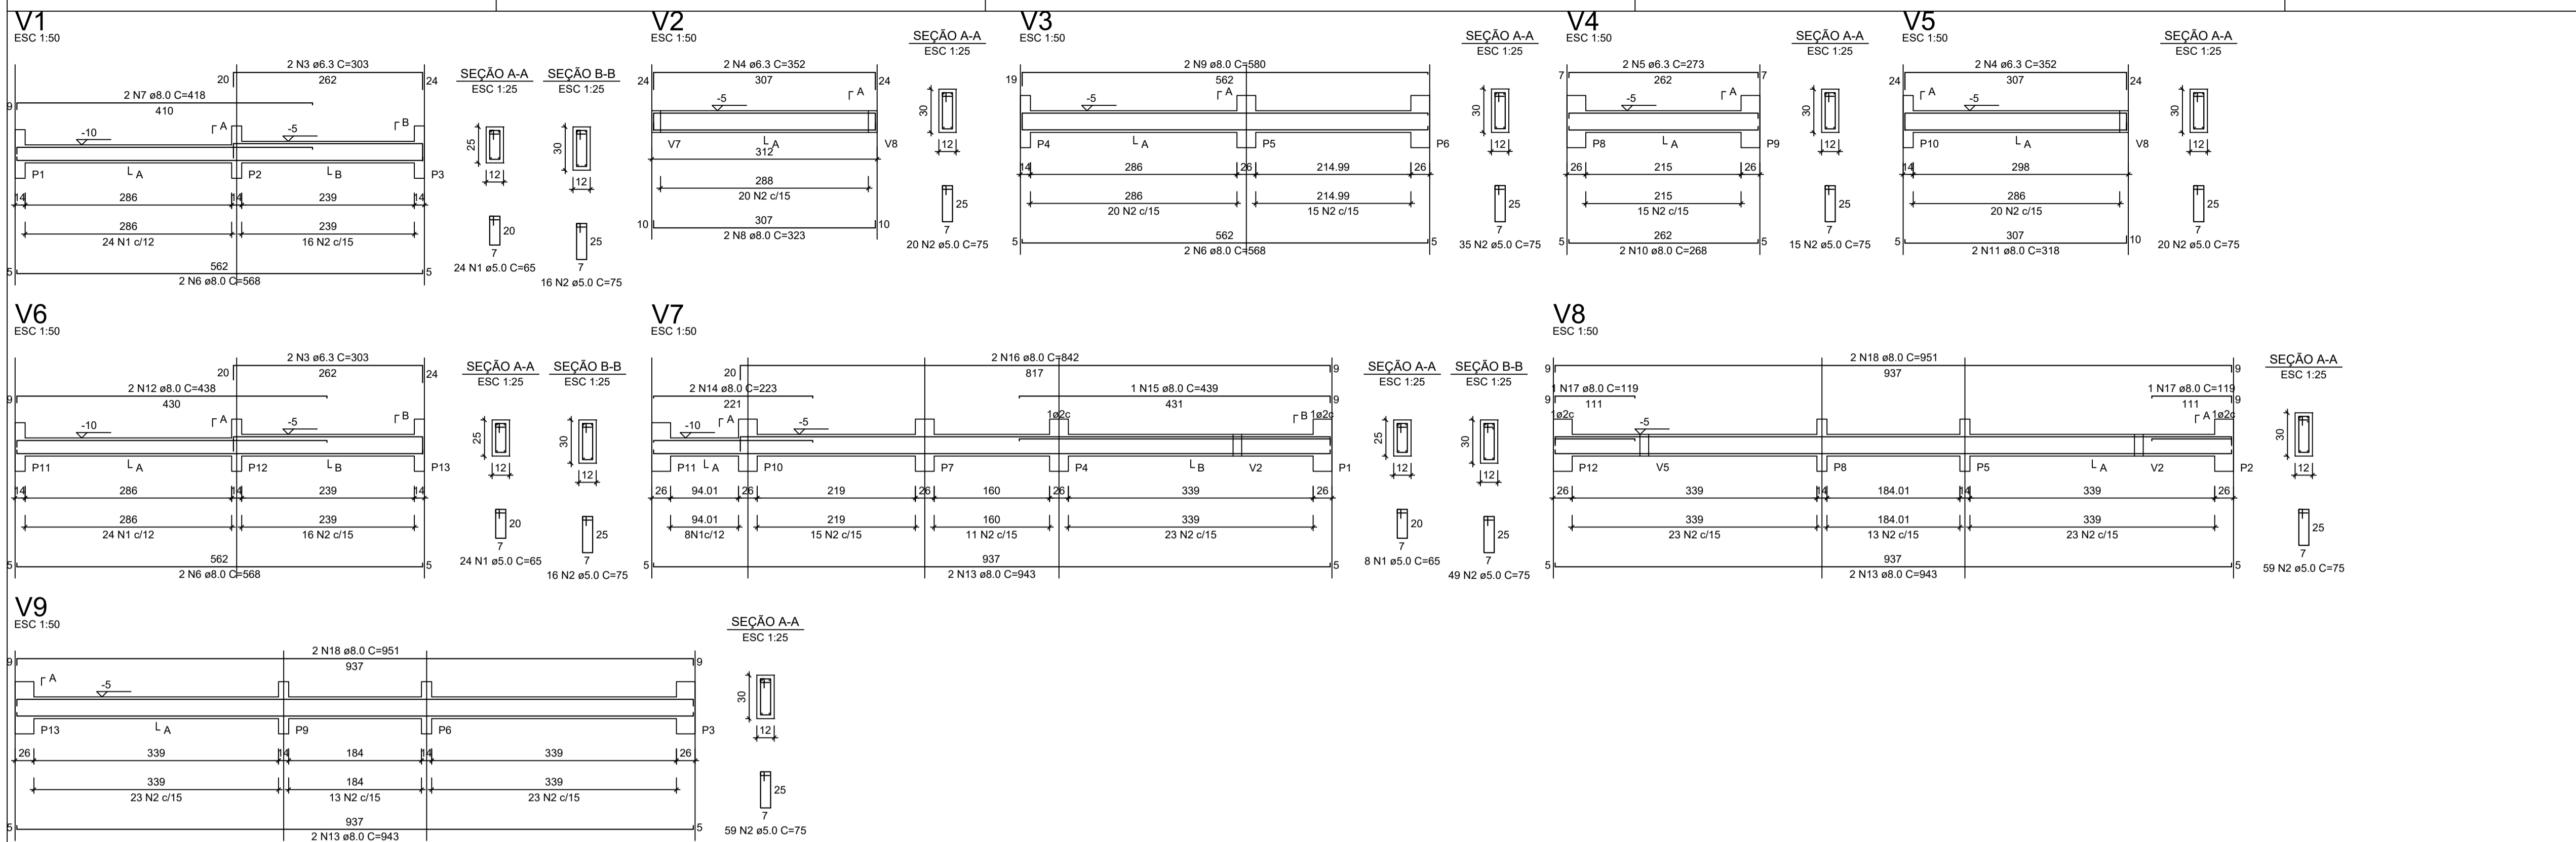 V1
ESC 1:50
2 N3 ø6.3 C=303
20
262
24
2 N7 ø8.0 C=418
9
410
A
B
-10
-5
P1
A
P2
B
P3
14
286
14
239
14
286
239
24 N1 c/12
16 N2 c/15
562
5
5
2 N6 ø8.0 C=568
SEÇÃO A-A
ESC 1:25
25
12
20
7
24 N1 ø5.0 C=65
SEÇÃO B-B
ESC 1:25
30
12
25
7
16 N2 ø5.0 C=75
V2
ESC 1:50
2 N4 ø6.3 C=352
24
307
24
-5
A
V7
A
V8
312
288
20 N2 c/15
307
10
10
2 N8 ø8.0 C=323
SEÇÃO A-A
ESC 1:25
30
12
25
7
20 N2 ø5.0 C=75
V3
ESC 1:50
2 N9 ø8.0 C=580
19
562
-5
A
P4
A
P5
P6
14
286
26
214.99
26
286
214.99
20 N2 c/15
15 N2 c/15
562
5
5
2 N6 ø8.0 C=568
SEÇÃO A-A
ESC 1:25
30
12
25
7
35 N2 ø5.0 C=75
V4
ESC 1:50
2 N5 ø6.3 C=273
7
262
7
-5
A
P8
A
P9
26
215
26
215
15 N2 c/15
262
5
5
2 N10 ø8.0 C=268
SEÇÃO A-A
ESC 1:25
30
12
25
7
15 N2 ø5.0 C=75
V5
ESC 1:50
2 N4 ø6.3 C=352
24
307
24
A
-5
P10
A
V8
14
298
286
20 N2 c/15
307
5
10
2 N11 ø8.0 C=318
SEÇÃO A-A
ESC 1:25
30
12
25
7
20 N2 ø5.0 C=75
V6
ESC 1:50
2 N3 ø6.3 C=303
20
262
24
2 N12 ø8.0 C=438
9
430
A
B
-10
-5
P11
A
P12
B
P13
14
286
14
239
14
286
239
24 N1 c/12
16 N2 c/15
562
5
5
2 N6 ø8.0 C=568
SEÇÃO A-A
ESC 1:25
25
12
20
7
24 N1 ø5.0 C=65
SEÇÃO B-B
ESC 1:25
30
12
25
7
16 N2 ø5.0 C=75
V7
ESC 1:50
2 N16 ø8.0 C=842
20
817
9
2 N14 ø8.0 C=223
1 N15 ø8.0 C=439
9
221
431
9
1ø2c
1ø2c
A
B
-10
-5
P11
A
P10
P7
P4
B
V2
P1
26
94.01
26
219
26
160
26
339
26
94.01
219
160
339
8N1c/12
15 N2 c/15
11 N2 c/15
23 N2 c/15
937
5
5
2 N13 ø8.0 C=943
SEÇÃO A-A
ESC 1:25
25
12
20
7
8 N1 ø5.0 C=65
SEÇÃO B-B
ESC 1:25
30
12
25
7
49 N2 ø5.0 C=75
V8
ESC 1:50
2 N18 ø8.0 C=951
9
937
9
1 N17 ø8.0 C=119
1 N17 ø8.0 C=119
9
111
111
9
1ø2c
A
1ø2c
-5
P12
V5
P8
P5
A
V2
P2
26
339
14
184.01
14
339
26
339
184.01
339
23 N2 c/15
13 N2 c/15
23 N2 c/15
937
5
5
2 N13 ø8.0 C=943
SEÇÃO A-A
ESC 1:25
30
12
25
7
59 N2 ø5.0 C=75
V9
ESC 1:50
2 N18 ø8.0 C=951
9
937
9
A
-5
P13
A
P9
P6
P3
26
339
14
184
14
339
26
339
184
339
23 N2 c/15
13 N2 c/15
23 N2 c/15
937
5
5
2 N13 ø8.0 C=943
SEÇÃO A-A
ESC 1:25
30
12
25
7
59 N2 ø5.0 C=75